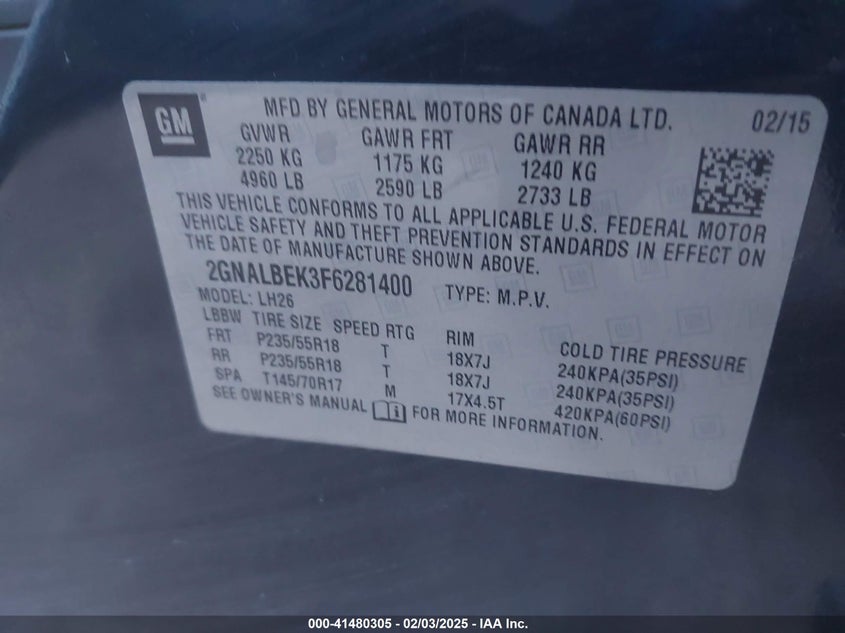 GM
MFD BY GENERAL MOTORS OF CANADA LTD. 02/15
GVWR GAWR FRT GAWR RR
2250 KG 1175 KG 1240 KG
4960 LB 2590 LB 2733 LB
THIS VEHICLE CONFORMS TO ALL APPLICABLE U.S. FEDERAL MOTOR
VEHICLE SAFETY AND THEFT PREVENTION STANDARDS IN EFFECT ON
THE DATE OF MANUFACTURE SHOWN ABOVE.
2GNALBEK3F6281400 TYPE: M.P.V.
MODEL: LH26
LBBW TIRE SIZE SPEED RTG RIM COLD TIRE PRESSURE
FRT P235/55R18 T 18X7J 240KPA(35PSI)
RR P235/55R18 T 18X7J 240KPA(35PSI)
SPA T145/70R17 M 17X4.5T 420KPA(60PSI)
SEE OWNER'S MANUAL i FOR MORE INFORMATION.
000-41480305 - 02/03/2025 - IAA Inc.